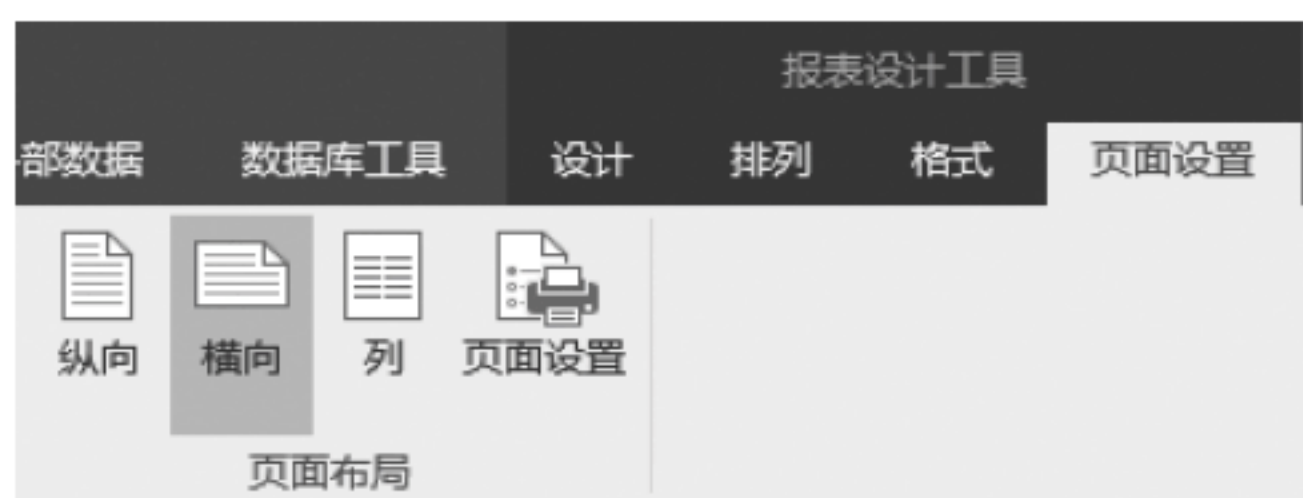 报表设计工具
部数据 数据库工具 设计 排列 格式 页面设置
纵向 横向 列 页面设置
页面布局